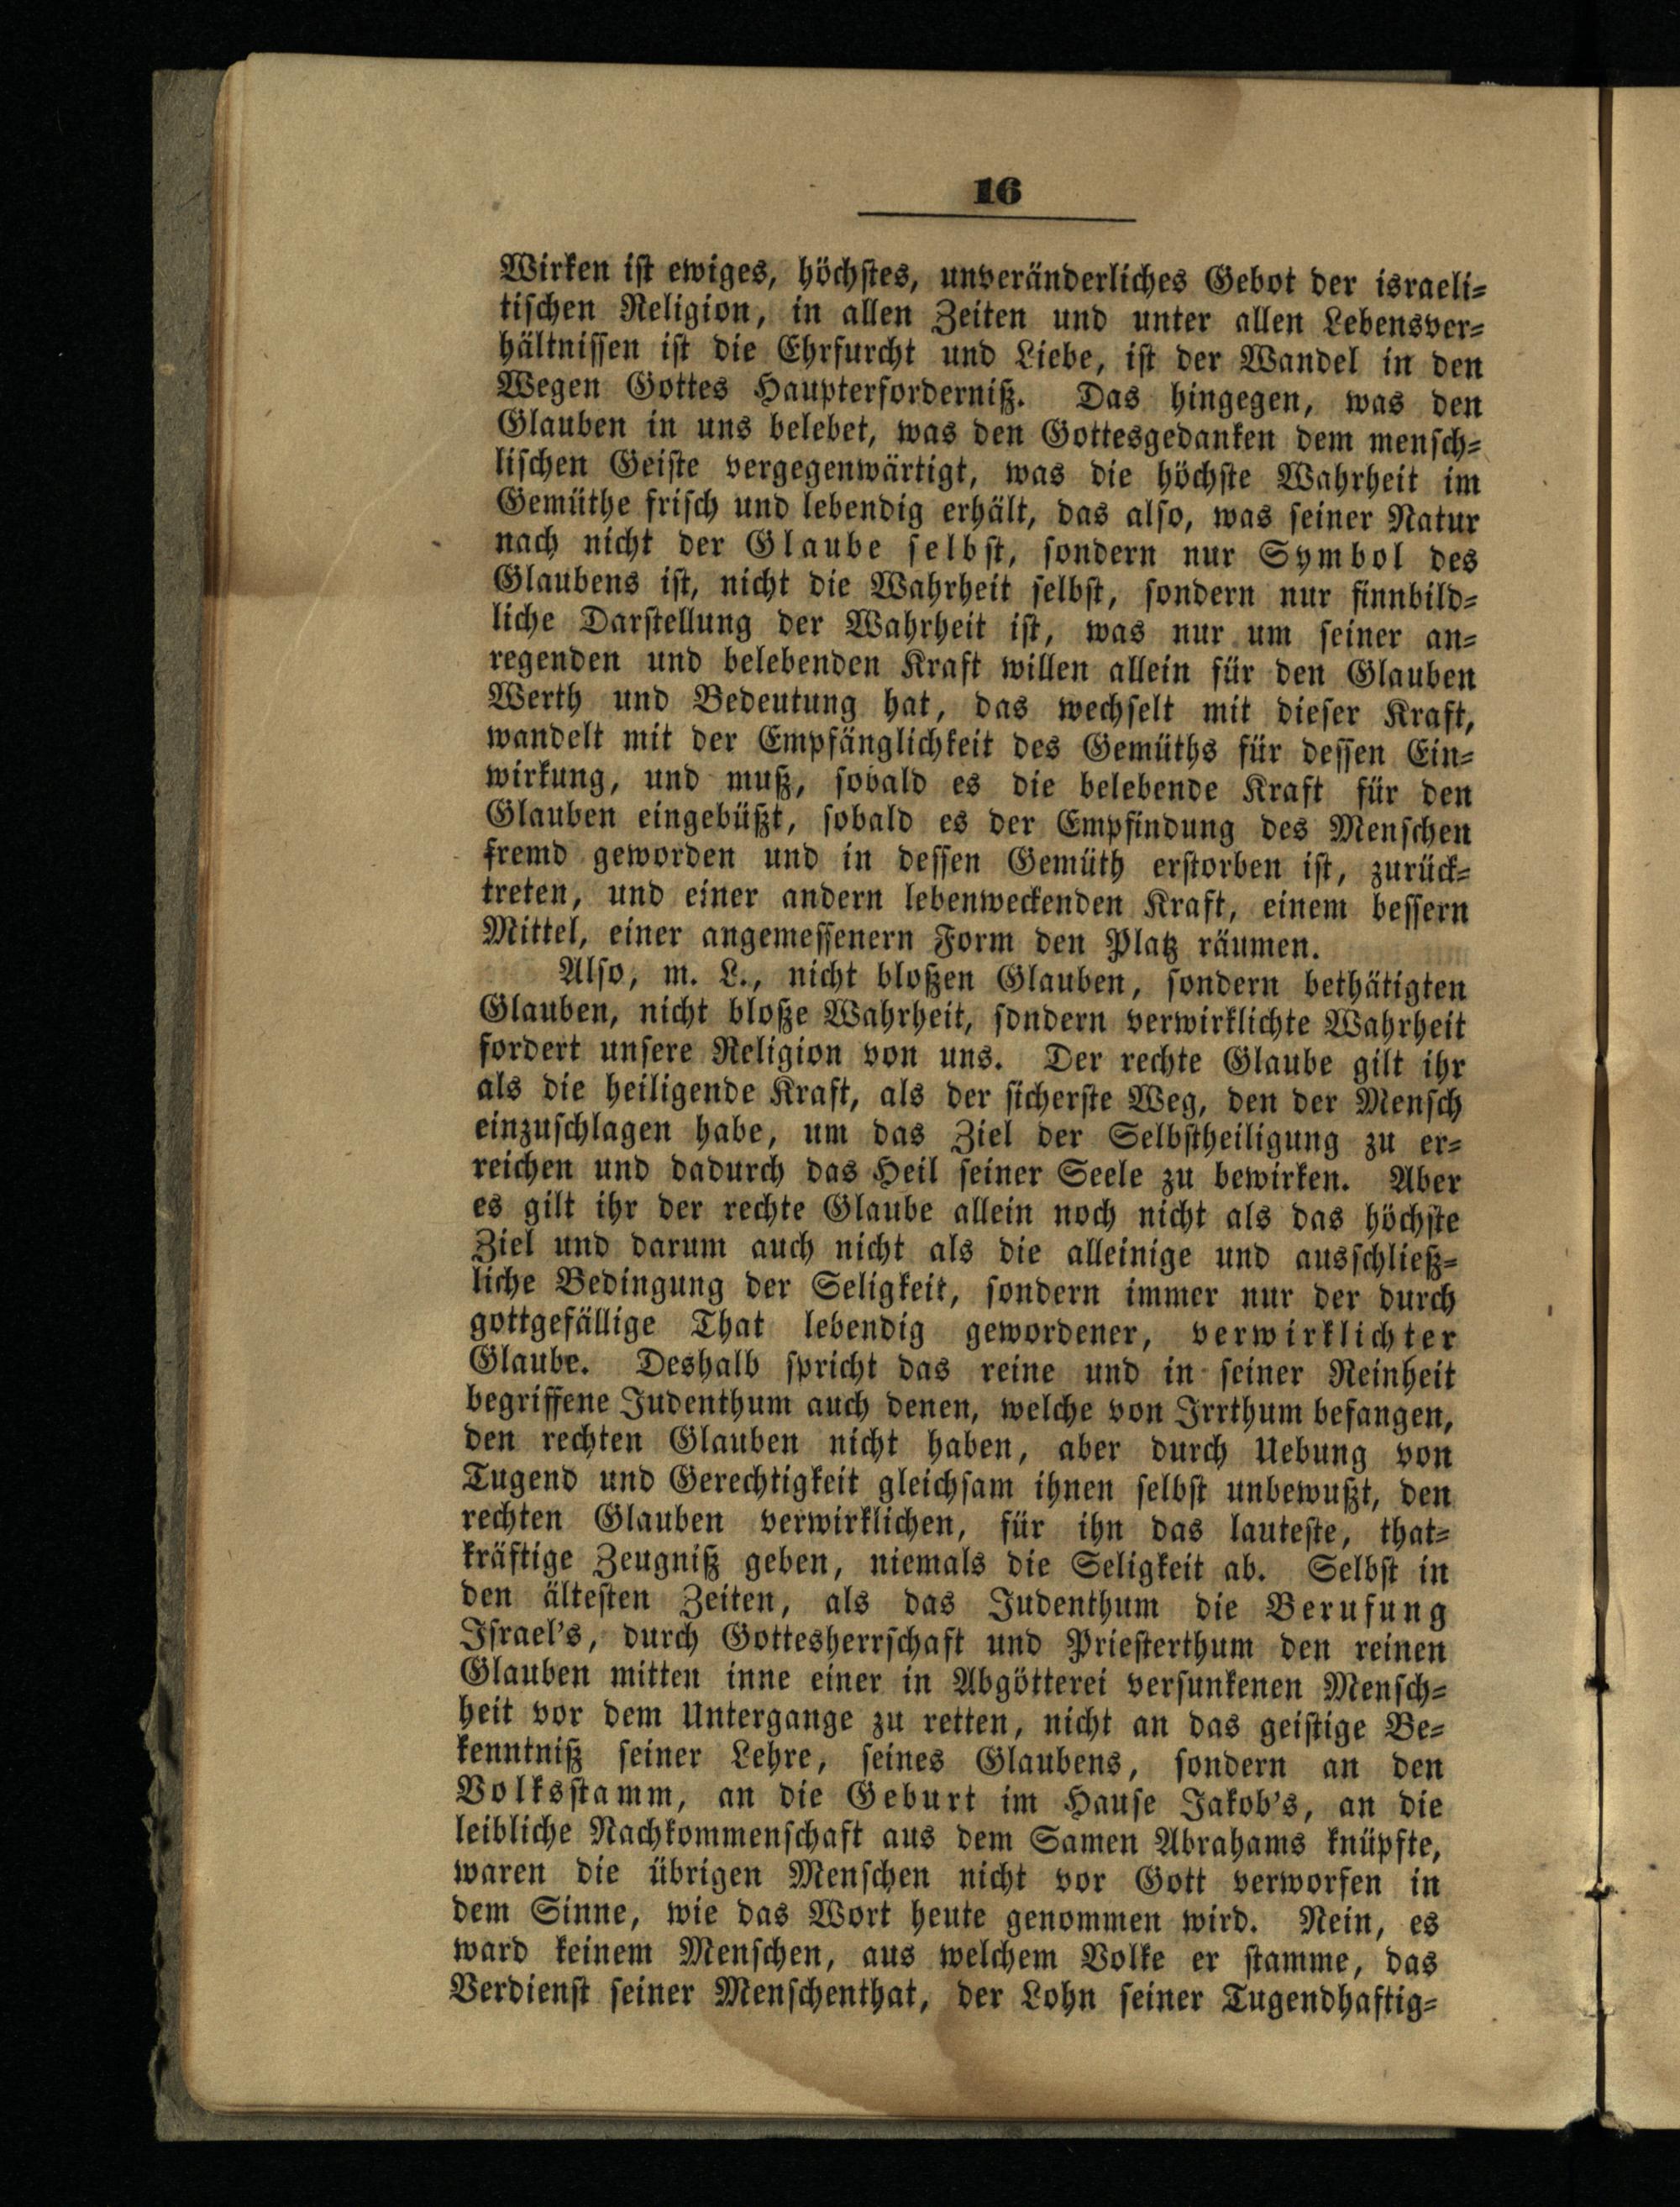 16
Wirken ist ewiges, höchstes, unveränderliches Gebot der israeli-
tischen Religion, in allen Zeiten und unter allen Lebensver-
hältnissen ist die Ehrfurcht und Liebe, ist der Wandel in den
Wegen Gottes Haupterforderniß. Das hingegen, was den
Glauben in uns belebet, was den Gottesgedanken dem mensch-
lischen Geiste vergegenwärtigt, was die höchste Wahrheit im
Gemüthe frisch und lebendig erhält, das also, was seiner Natur
nach nicht der Glaube selbst, sondern nur Symbol des
Glaubens ist, nicht die Wahrheit selbst, sondern nur sinnbild-
liche Darstellung der Wahrheit ist, was nur um seiner an-
regenden und belebenden Kraft willen allein für den Glauben
Werth und Bedeutung hat, das wechselt mit dieser Kraft,
wandelt mit der Empfänglichkeit des Gemüths für dessen Ein-
wirkung, und muß, sobald es die belebende Kraft für den
Glauben eingebüßt, sobald es der Empfindung des Menschen
fremd geworden und in dessen Gemüth erstorben ist, zurück-
treten, und einer andern lebenweckenden Kraft, einem bessern
Mittel, einer angemessenern Form den Platz räumen.
Also, m. L., nicht bloßen Glauben, sondern bethätigten
Glauben, nicht bloße Wahrheit, sondern verwirklichte Wahrheit
fordert unsere Religion von uns. Der rechte Glaube gilt ihr
als die heiligende Kraft, als der sicherste Weg, den der Mensch
einzuschlagen habe, um das Ziel der Selbstheiligung zu er-
reichen und dadurch das Heil seiner Seele zu bewirken. Aber
es gilt ihr der rechte Glaube allein noch nicht als das höchste
Ziel und darum auch nicht als die alleinige und ausschließ-
liche Bedingung der Seligkeit, sondern immer nur der durch
gottgefällige That lebendig gewordener, verwirklichter
Glaube. Deshalb spricht das reine und in seiner Reinheit
begriffene Judenthum auch denen, welche von Irrthum befangen,
den rechten Glauben nicht haben, aber durch Uebung von
Tugend und Gerechtigkeit gleichsam ihnen selbst unbewußt, den
rechten Glauben verwirklichen, für ihn das lauteste, that-
kräftige Zeugniß geben, niemals die Seligkeit ab. Selbst in
den ältesten Zeiten, als das Judenthum die Berufung
Israel's, durch Gottesherrschaft und Priesterthum den reinen
Glauben mitten inne einer in Abgötterei versunkenen Mensch-
heit vor dem Untergange zu retten, nicht an das geistige Be-
kenntniß seiner Lehre, seines Glaubens, sondern an den
Volksstamm, an die Geburt im Hause Jakob's, an die
leibliche Nachkommenschaft aus dem Samen Abrahams knüpfte,
waren die übrigen Menschen nicht vor Gott verworfen in
dem Sinne, wie das Wort heute genommen wird. Nein, es
ward keinem Menschen, aus welchem Volke er stamme, das
Verdienst seiner Menschenthat, der Lohn seiner Tugendhaftig-